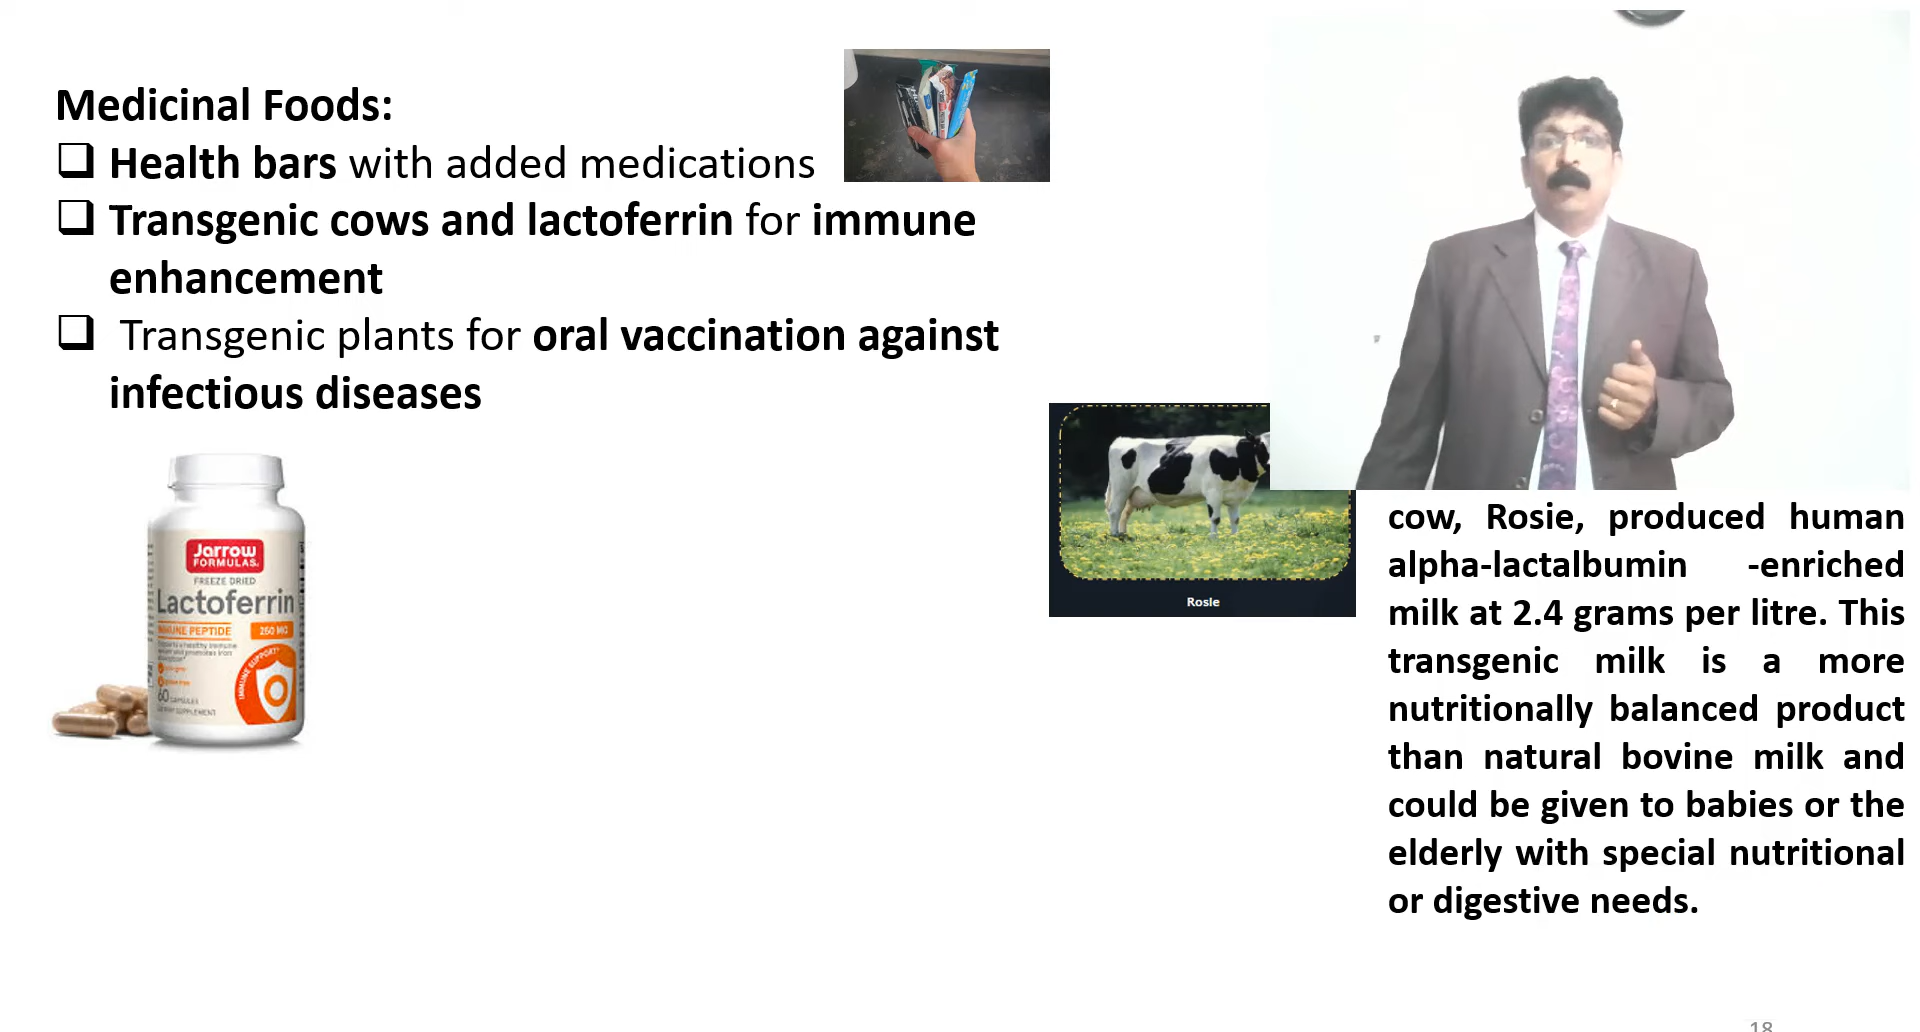 Medicinal Foods:
Health bars with added medications
Transgenic cows and lactoferrin for immune
enhancement
Transgenic plants for oral vaccination against
infectious diseases
Jarrow
FORMULAS
FREEZE DRIED
Lactoferrin
IMMUNE PEPTIDE
250 MG
IMMUNE SUPPORT
60 CAPSULES
DIETARY SUPPLEMENT
Rosie
cow, Rosie, produced human
alpha-lactalbumin -enriched
milk at 2.4 grams per litre. This
transgenic milk is a more
nutritionally balanced product
than natural bovine milk and
could be given to babies or the
elderly with special nutritional
or digestive needs.
18